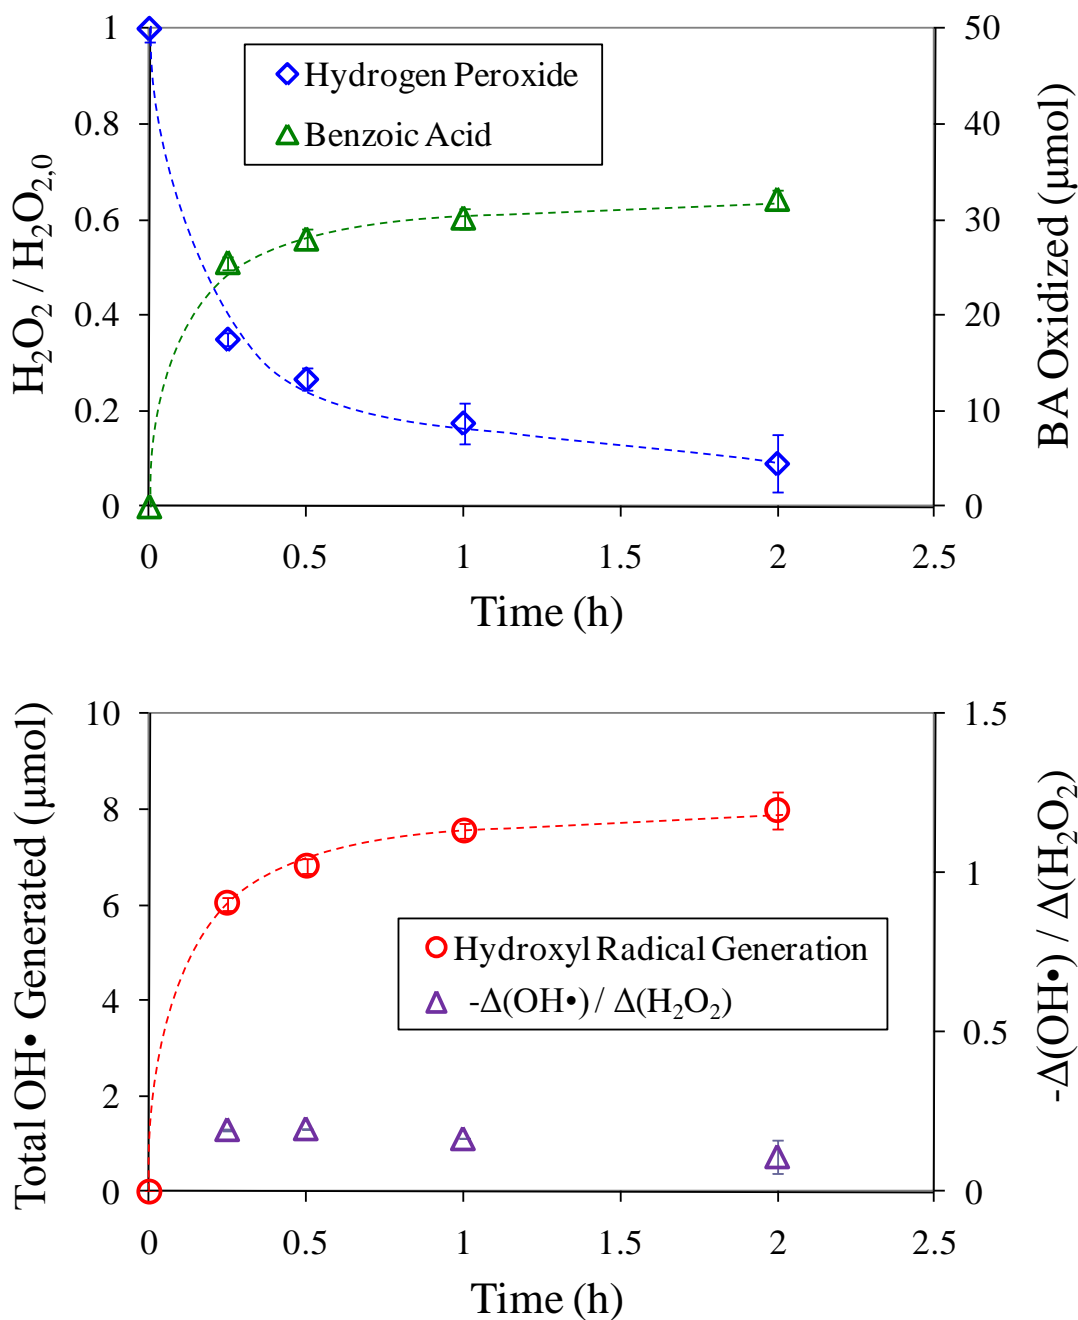 1
0.8
0.6
0.4
0.2
0
H₂O₂ / H₂O₂,₀
Hydrogen Peroxide
Benzoic Acid
50
40
30
20
10
0
BA Oxidized (µmol)
0 0.5 1 1.5 2 2.5
Time (h)
10
8
6
4
2
0
Total OH• Generated (µmol)
Hydroxyl Radical Generation
-Δ(OH•) / Δ(H₂O₂)
1.5
1
0.5
0
-Δ(OH•) / Δ(H₂O₂)
0 0.5 1 1.5 2 2.5
Time (h)